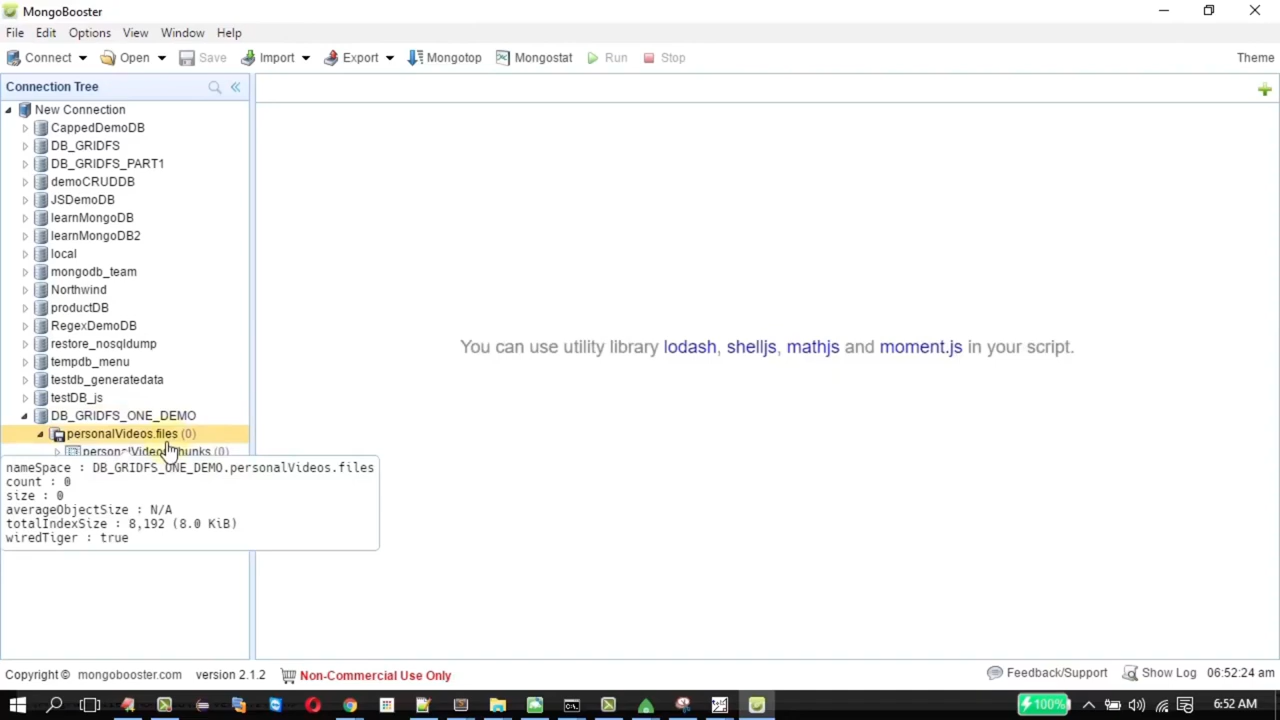 MongoBooster
File Edit Options View Window Help
Connect Open Save Import Export Mongotop Mongostat Run Stop Theme
Connection Tree
New Connection
CappedDemoDB
DB_GRIDFS
DB_GRIDFS_PART1
demoCRUDDB
JSDemoDB
learnMongoDB
learnMongoDB2
local
mongodb_team
Northwind
productDB
RegexDemoDB
restore_nosqldump
tempdb_menu
testdb_generatedata
testDB_js
DB_GRIDFS_ONE_DEMO
personalVideos.files (0)
(0)
nameSpace : DB_GRIDFS_ONE_DEMO.personalVideos.files
count : 0
size : 0
averageObjectSize : N/A
totalIndexSize : 8,192 (8.0 KiB)
wiredTiger : true
You can use utility library lodash, shelljs, mathjs and moment.js in your script.
Copyright © mongobooster.com version 2.1.2 Non-Commercial Use Only Feedback/Support Show Log 06:52:24 am
100% 6:52 AM